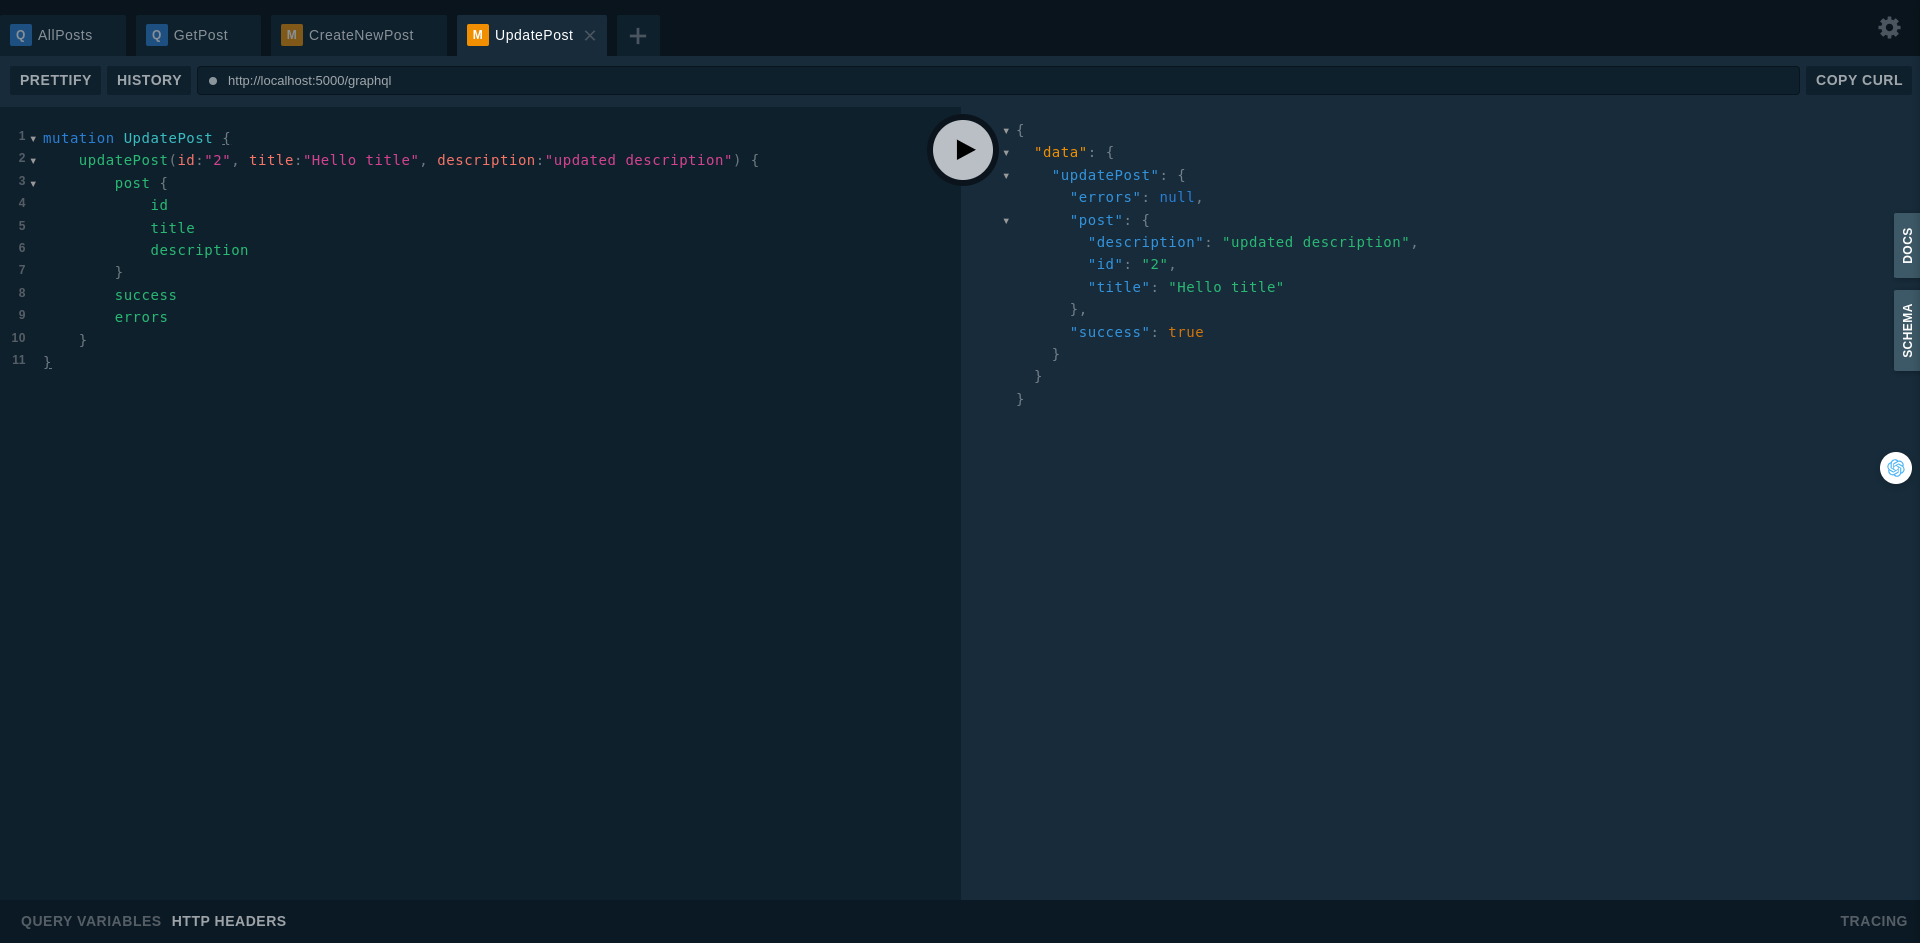 Q AllPosts Q GetPost M CreateNewPost M UpdatePost
PRETTIFY HISTORY http://localhost:5000/graphql COPY CURL
1 mutation UpdatePost {
2 updatePost(id:"2", title:"Hello title", description:"updated description") {
3 post {
4 id
5 title
6 description
7 }
8 success
9 errors
10 }
11 }
{
"data": {
"updatePost": {
"errors": null,
"post": {
"description": "updated description",
"id": "2",
"title": "Hello title"
},
"success": true
}
}
}
DOCS
SCHEMA
QUERY VARIABLES HTTP HEADERS TRACING